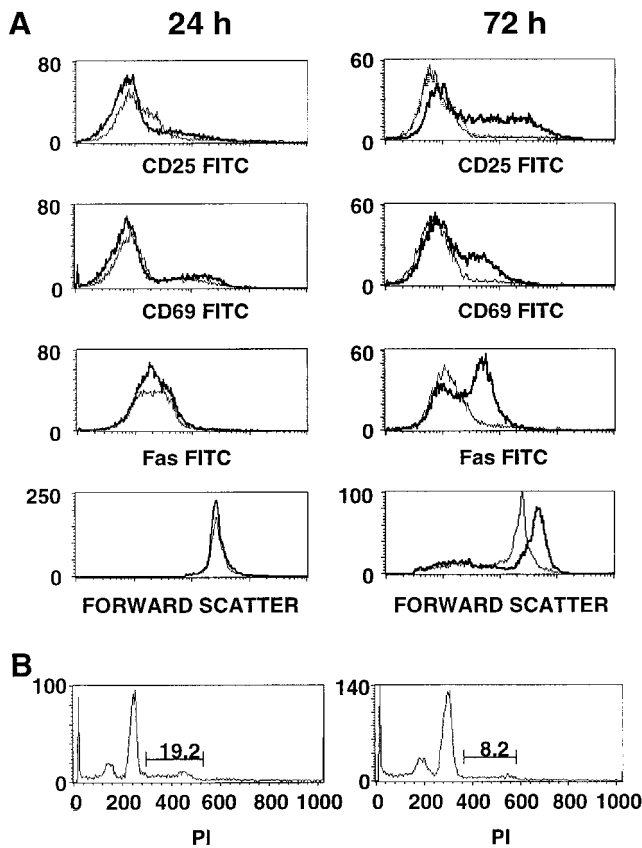 A 24 h 72 h
80
0
CD25 FITC
60
0
CD25 FITC
80
0
CD69 FITC
60
0
CD69 FITC
80
0
Fas FITC
60
0
Fas FITC
250
0
FORWARD SCATTER
100
0
FORWARD SCATTER
B
100
0
19.2
0 200 400 600 800 1000
PI
140
0
8.2
0 200 400 600 800 1000
PI